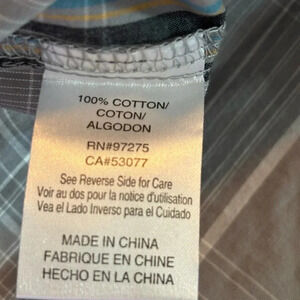 100% COTTON/
COTON/
ALGODON
RN#97275
CA#53077
See Reverse Side for Care
Voir au dos pour la notice d'utilisation
Vea el Lado Inverso para el Cuidado
MADE IN CHINA
FABRIQUE EN CHINE
HECHO EN LA CHINA